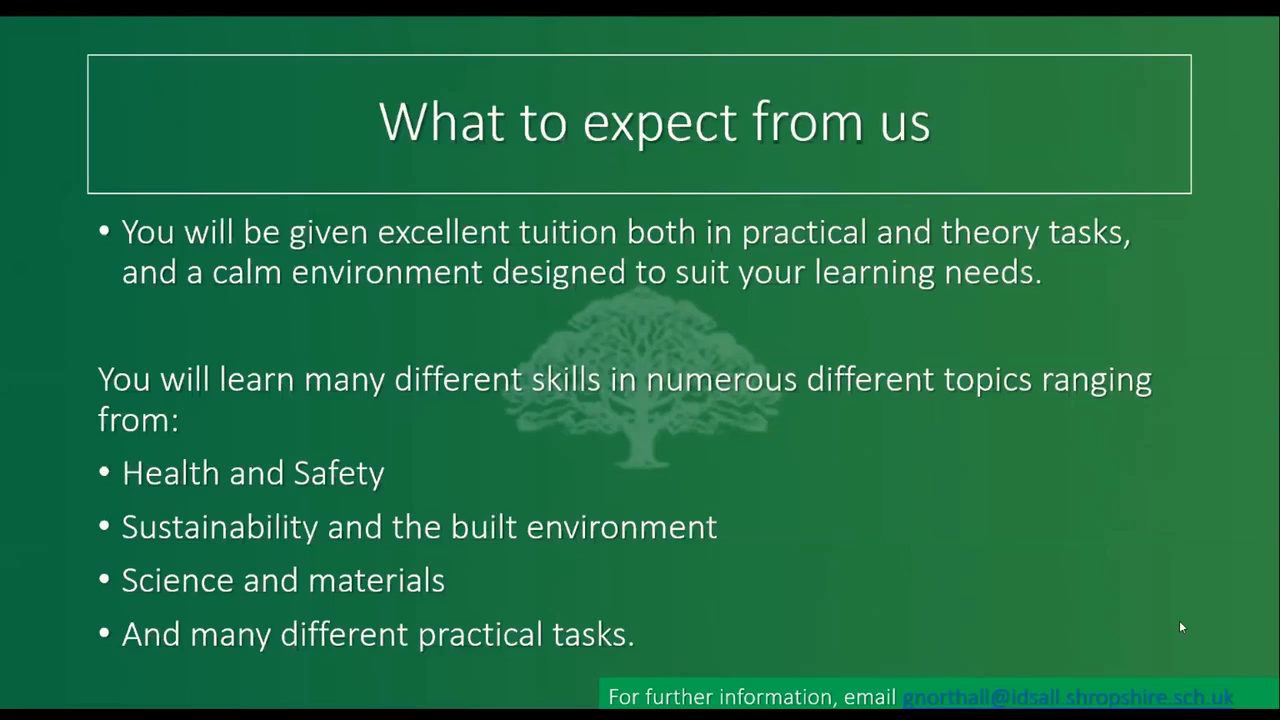 What to expect from us
• You will be given excellent tuition both in practical and theory tasks,
and a calm environment designed to suit your learning needs.
You will learn many different skills in numerous different topics ranging
from:
• Health and Safety
• Sustainability and the built environment
• Science and materials
• And many different practical tasks.
For further information, email gnorthall@idsall.shropshire.sch.uk